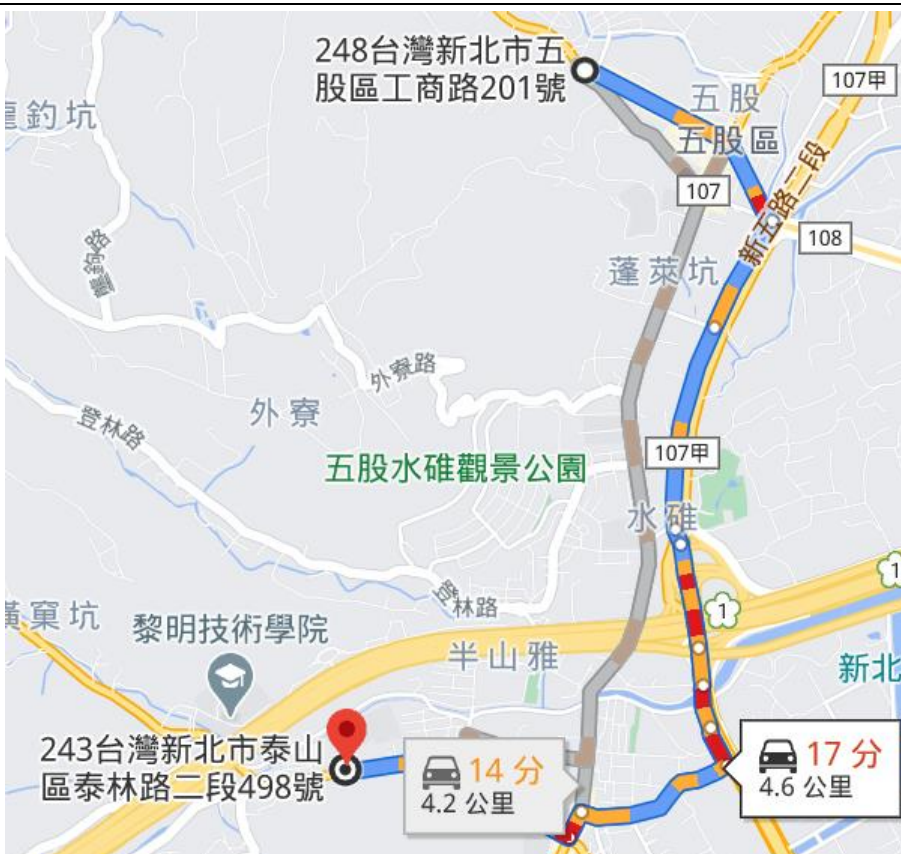 248台灣新北市五
股區工商路201號
107甲
五股
五股區
龍釣坑
107
新五路二段
108
蓬萊坑
外寮路
外寮
登林路
107甲
五股水碓觀景公園
水碓
登林路
1
1
黎明技術學院
半山雅
新北
243台灣新北市泰山
區泰林路二段498號
14 分
4.2 公里
17 分
4.6 公里